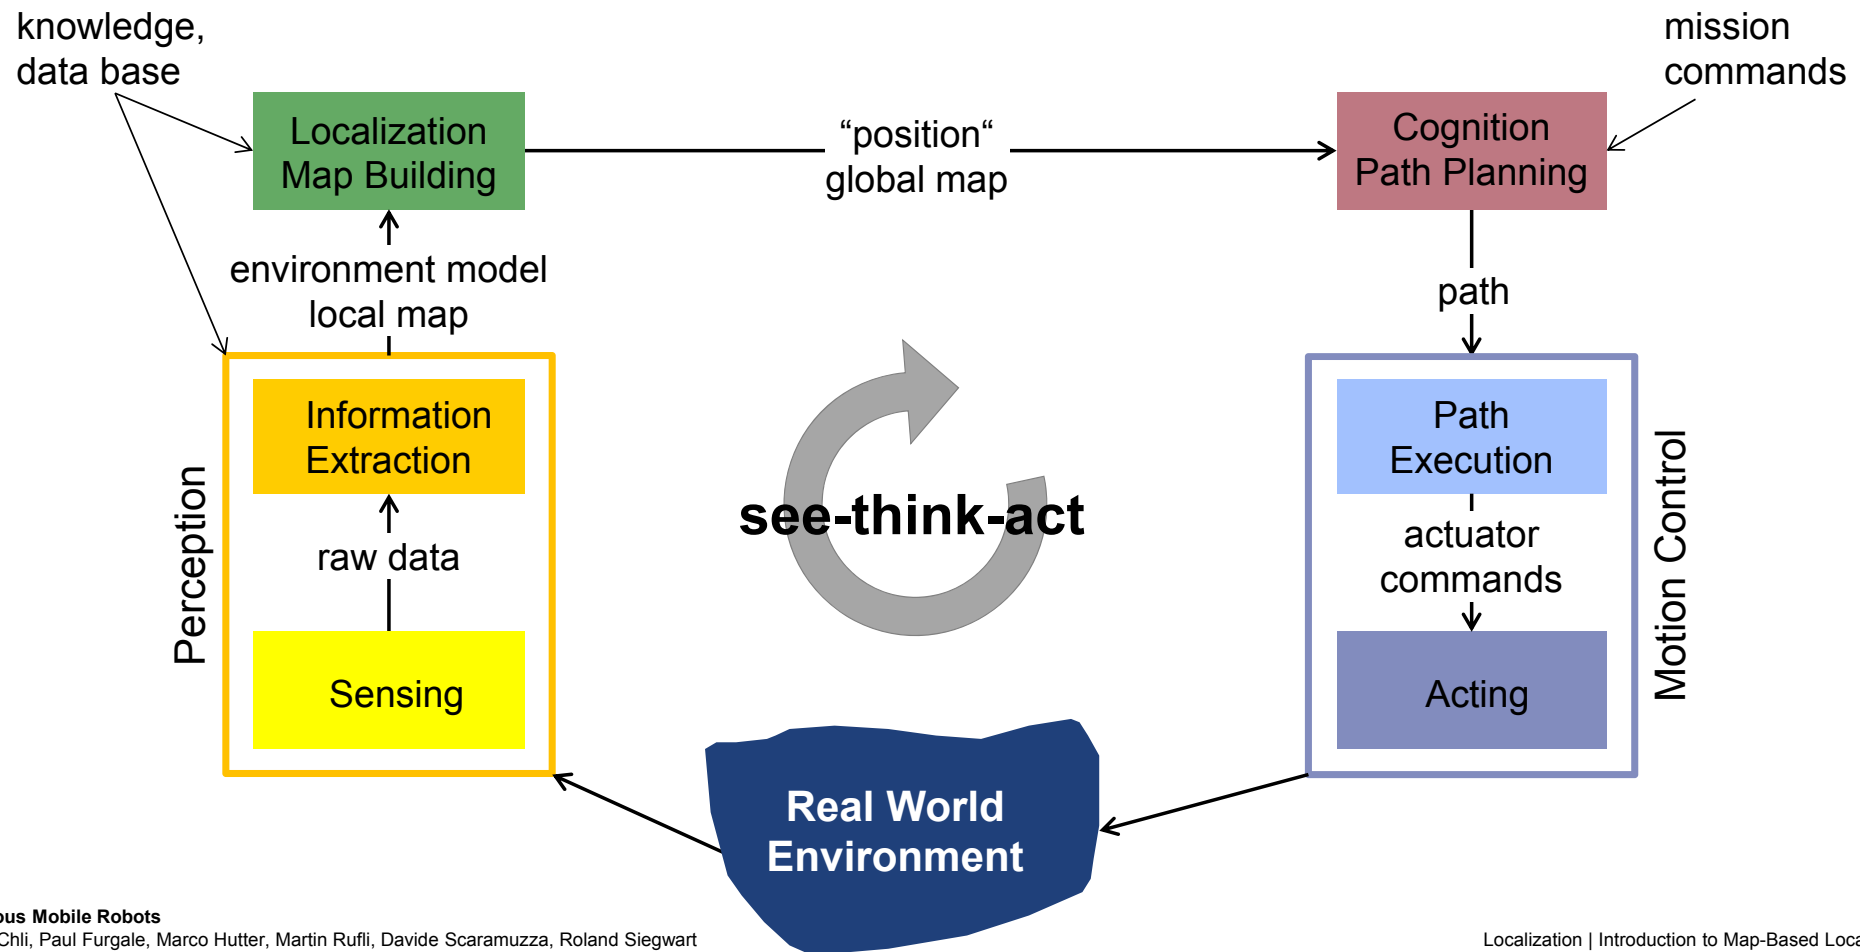 knowledge,
data base
mission
commands
Localization
Map Building
“position“
global map
Cognition
Path Planning
environment model
local map
path
Perception
Information
Extraction
raw data
Sensing
see-think-act
Path
Execution
actuator
commands
Acting
Motion Control
Real World
Environment
Mobile Robots
Chli, Paul Furgale, Marco Hutter, Martin Rufli, Davide Scaramuzza, Roland Siegwart
Localization | Introduction to Map-Based